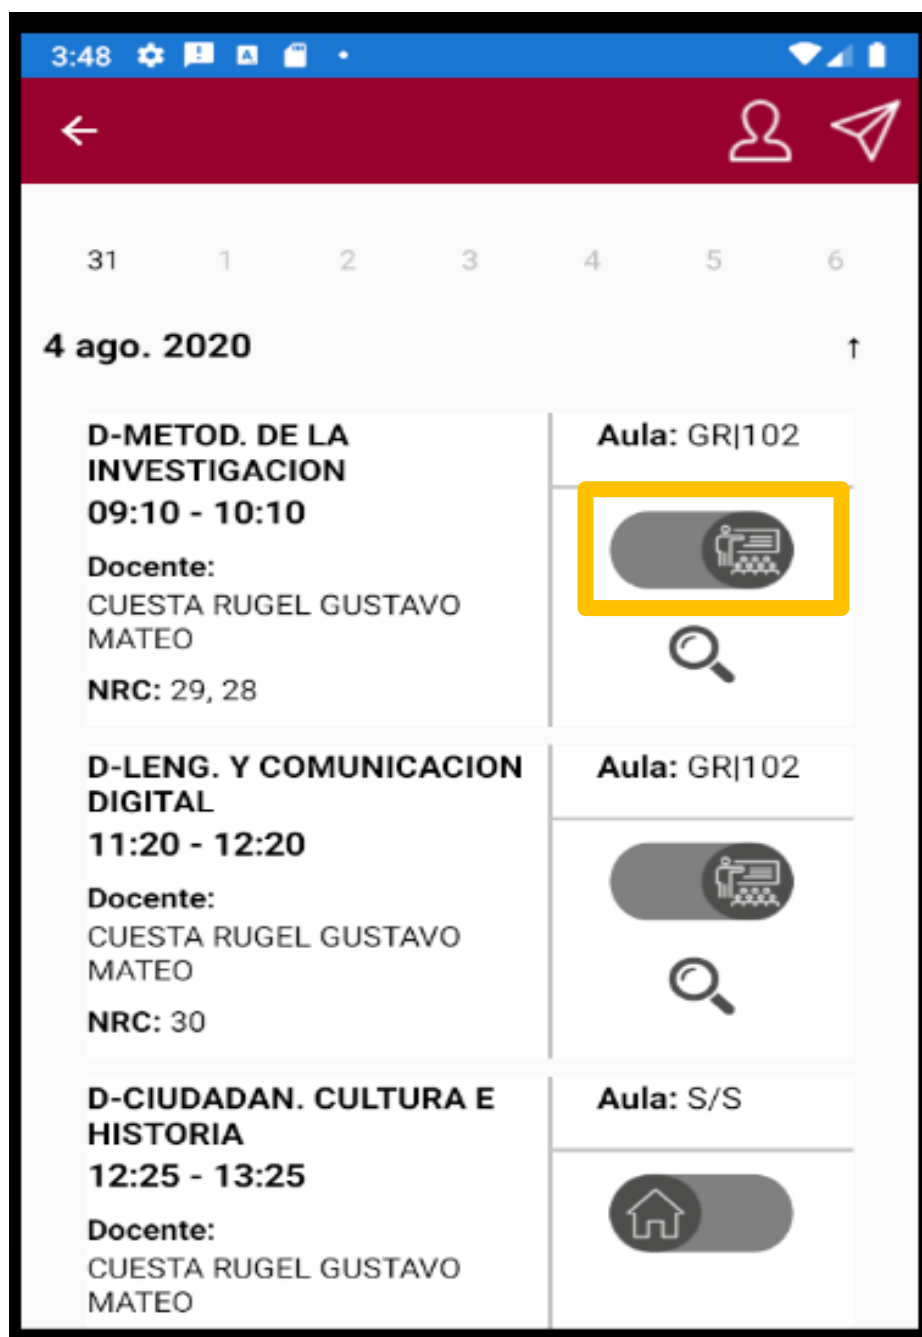 3:48
31 1 2 3 4 5 6
4 ago. 2020 ↑
D-METOD. DE LA
INVESTIGACION
09:10 - 10:10
Docente:
CUESTA RUGEL GUSTAVO
MATEO
NRC: 29, 28
Aula: GR|102
D-LENG. Y COMUNICACION
DIGITAL
11:20 - 12:20
Docente:
CUESTA RUGEL GUSTAVO
MATEO
NRC: 30
Aula: GR|102
D-CIUDADAN. CULTURA E
HISTORIA
12:25 - 13:25
Docente:
CUESTA RUGEL GUSTAVO
MATEO
Aula: S/S